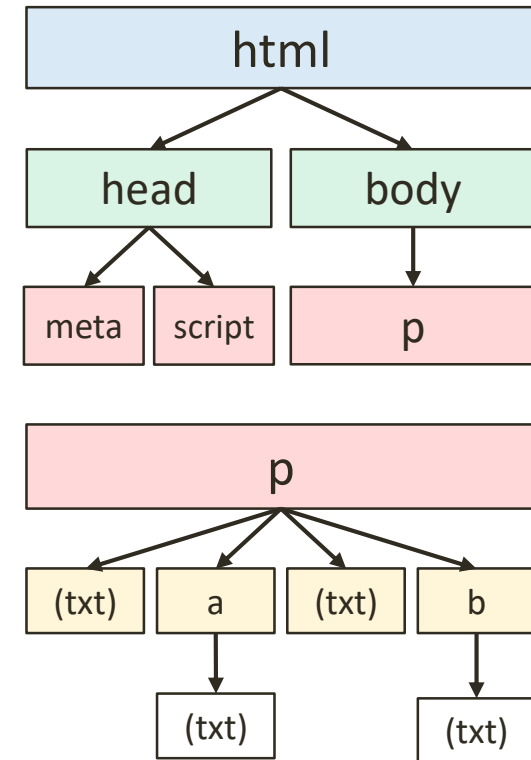 html
head body
meta script p
p
(txt) a (txt) b
(txt) (txt)